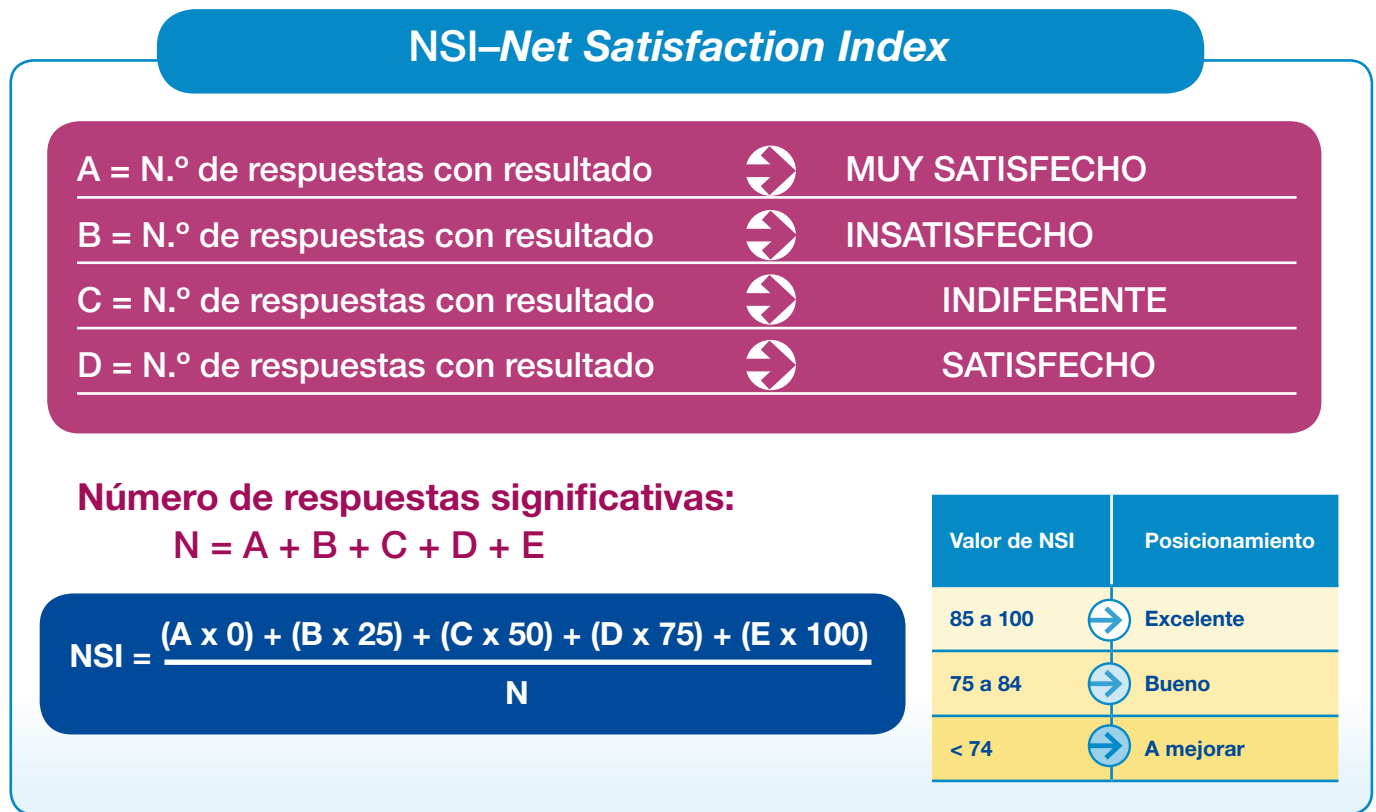 NSI–Net Satisfaction Index
A = N.º de respuestas con resultado MUY SATISFECHO
B = N.º de respuestas con resultado INSATISFECHO
C = N.º de respuestas con resultado INDIFERENTE
D = N.º de respuestas con resultado SATISFECHO
Número de respuestas significativas:
N = A + B + C + D + E
NSI = (A x 0) + (B x 25) + (C x 50) + (D x 75) + (E x 100)
N
Valor de NSI Posicionamiento
85 a 100 Excelente
75 a 84 Bueno
< 74 A mejorar